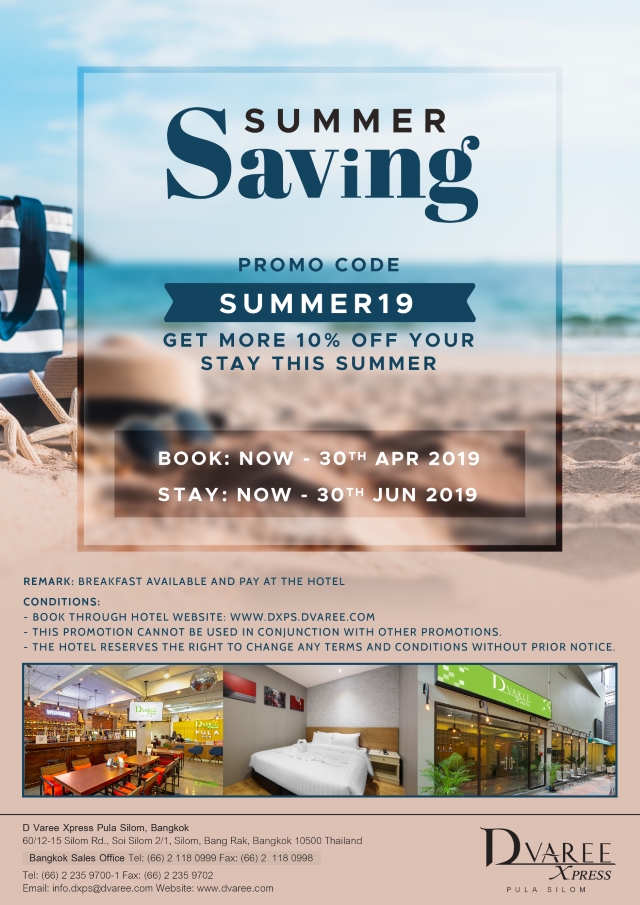 SUMMER
Saving
PROMO CODE
SUMMER19
GET MORE 10% OFF YOUR
STAY THIS SUMMER
BOOK: NOW - 30TH APR 2019
STAY: NOW - 30TH JUN 2019
REMARK: BREAKFAST AVAILABLE AND PAY AT THE HOTEL
CONDITIONS:
- BOOK THROUGH HOTEL WEBSITE: WWW.DXPS.DVAREE.COM
- THIS PROMOTION CANNOT BE USED IN CONJUNCTION WITH OTHER PROMOTIONS.
- THE HOTEL RESERVES THE RIGHT TO CHANGE ANY TERMS AND CONDITIONS WITHOUT PRIOR NOTICE.
DVAREE
DVAREE
PULA
DVAREE
Xpress
D Varee Xpress Pula Silom, Bangkok
60/12-15 Silom Rd., Soi Silom 2/1, Silom, Bang Rak, Bangkok 10500 Thailand
Bangkok Sales Office Tel: (66) 2 118 0999 Fax: (66) 2 118 0998
Tel: (66) 2 235 9700-1 Fax: (66) 2 235 9702
Email: info.dxps@dvaree.com Website: www.dvaree.com
DVAREE
XPRESS
PULA SILOM